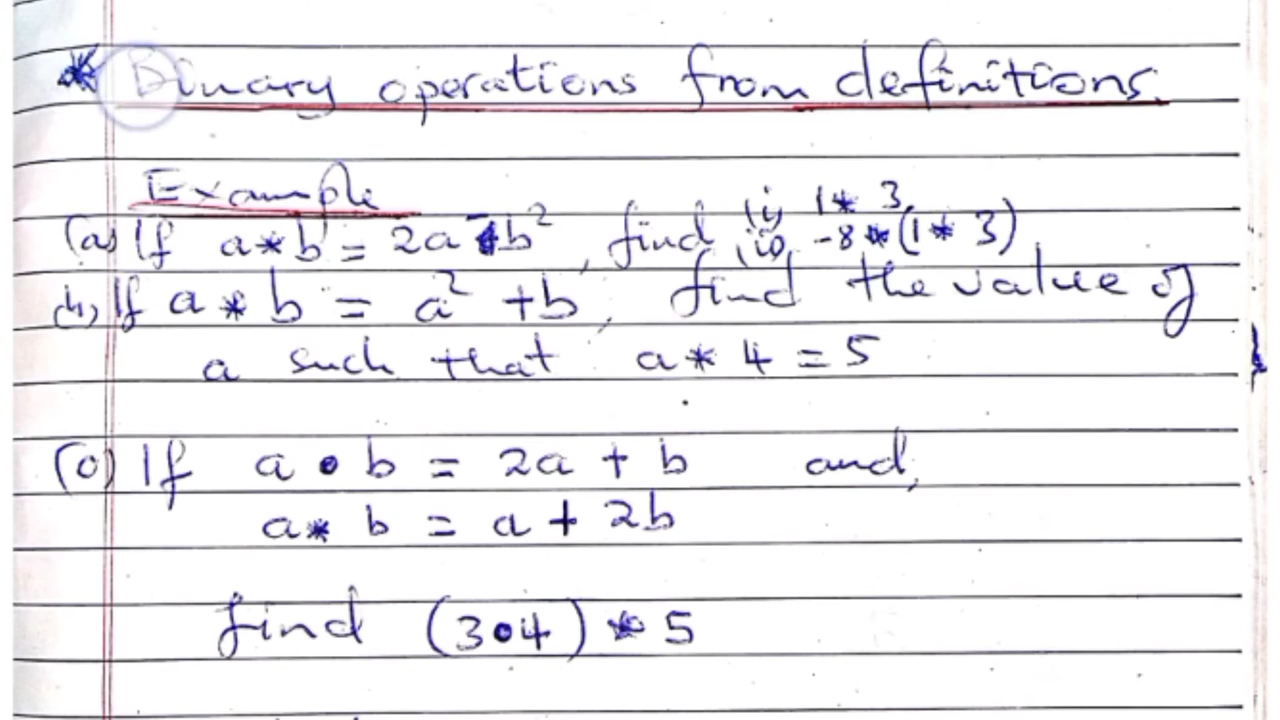 * Binary operations from definitions.
Example
(a) If a * b = 2a - b², find (i) 1 * 3
(ii) -8 * (1 * 3)
(b) If a * b = a² + b, find the value of
a such that a * 4 = 5
(c) If a • b = 2a + b and,
a * b = a + 2b
find (3 • 4) * 5